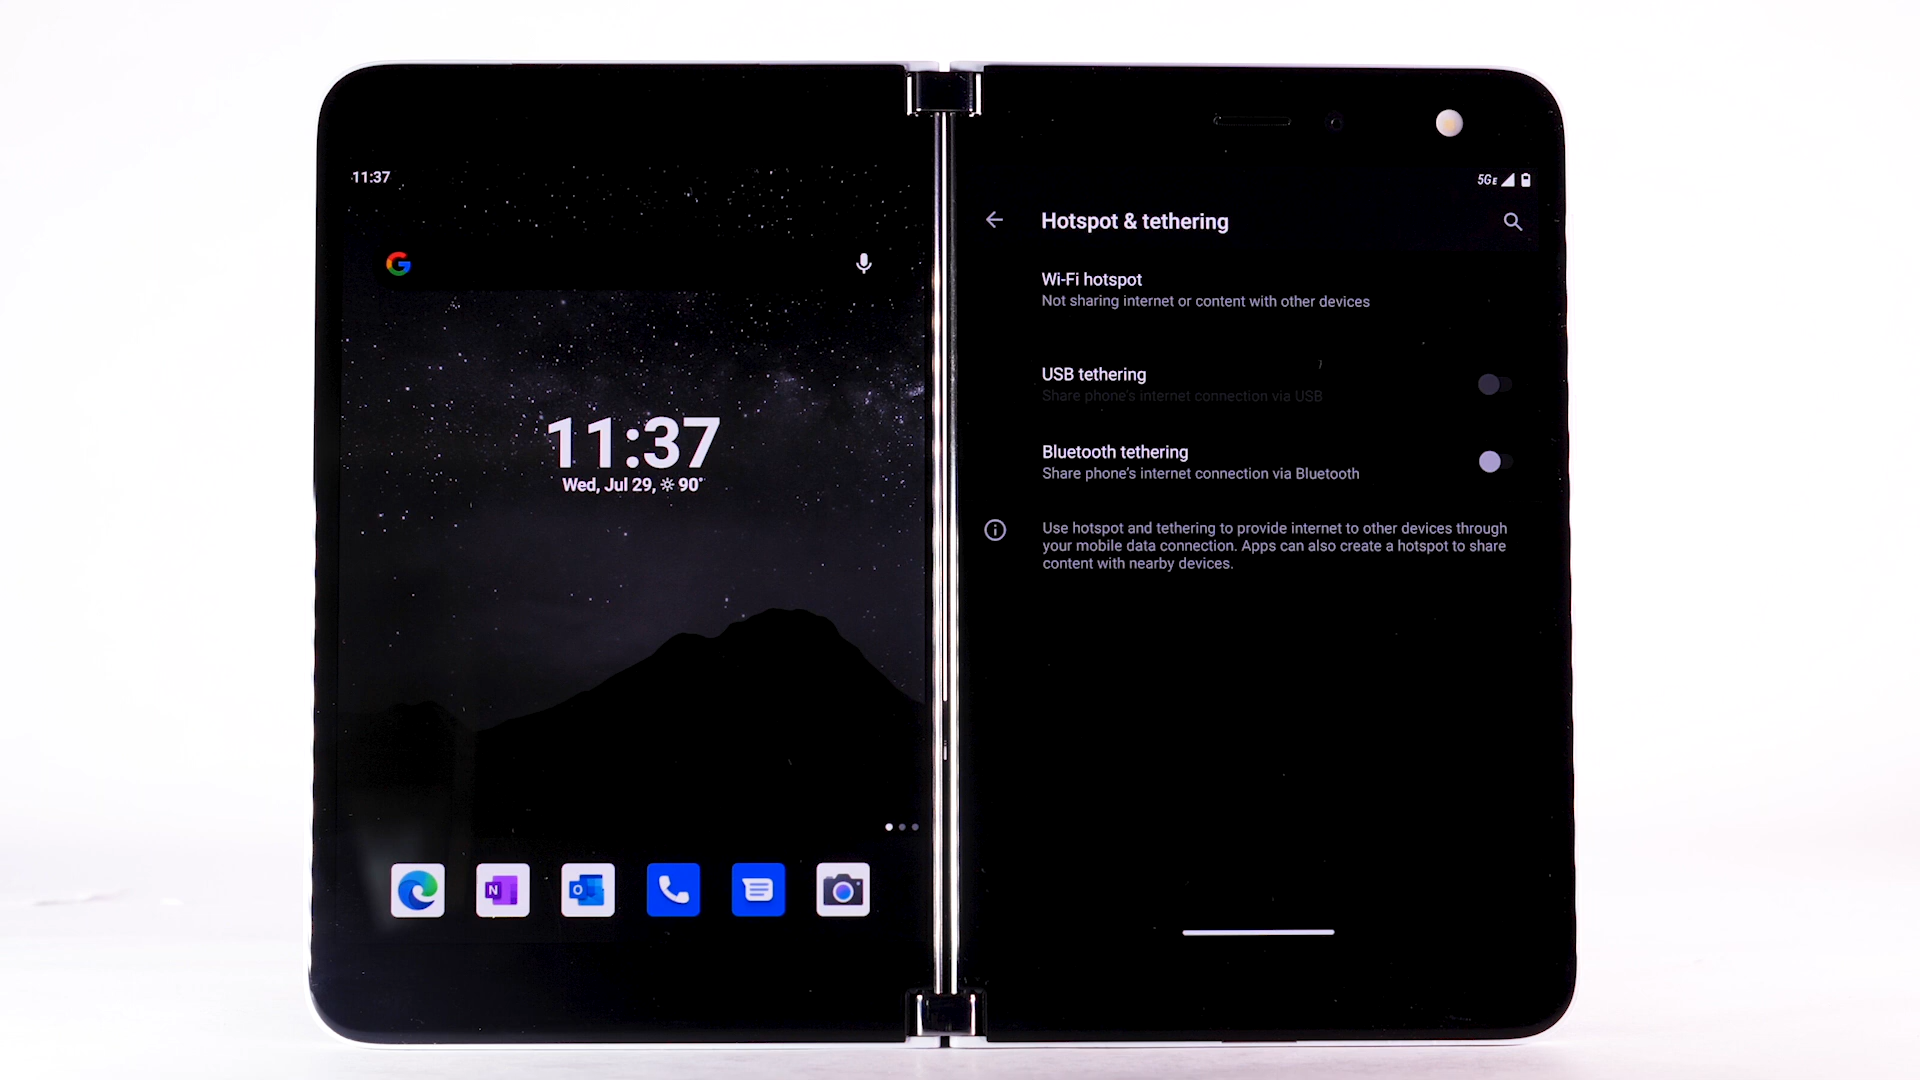 11:37
11:37
Wed, Jul 29, 90°
5GE
Hotspot & tethering
Wi-Fi hotspot
Not sharing internet or content with other devices
USB tethering
Share phone's internet connection via USB
Bluetooth tethering
Share phone's internet connection via Bluetooth
Use hotspot and tethering to provide internet to other devices through
your mobile data connection. Apps can also create a hotspot to share
content with nearby devices.
N
O